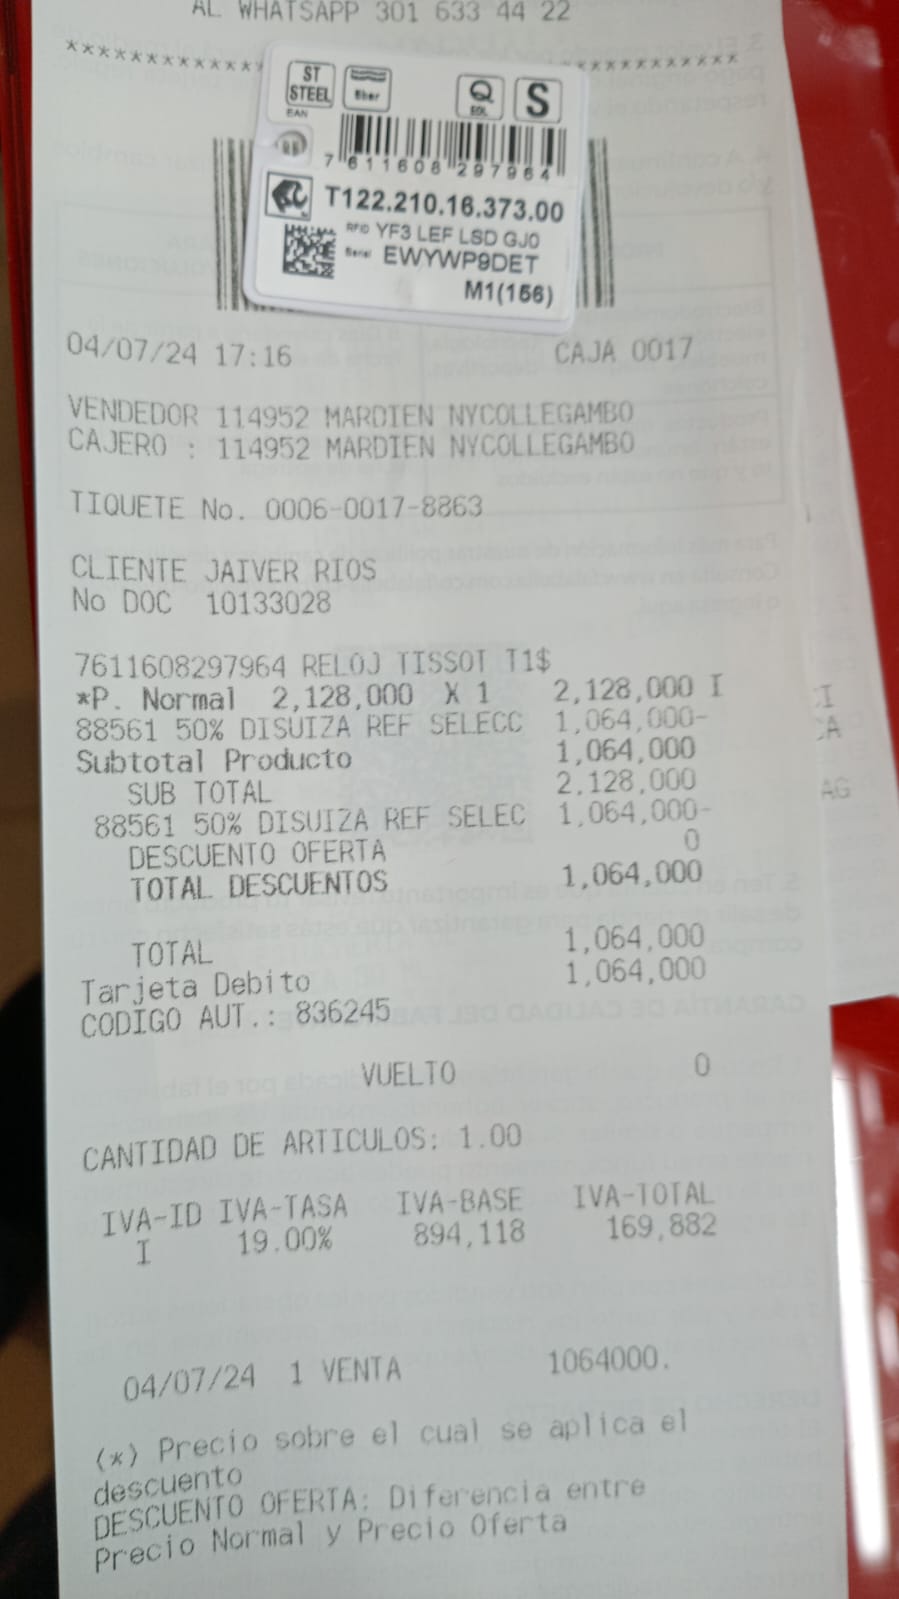 AL WHATSAPP 301 633 44 22
ST STEEL
5bar
Q EOL
S
EAN
7 611608 297964
T122.210.16.373.00
RFID YF3 LEF LSD GJ0
Serial EWYWP9DET
M1(156)
04/07/24 17:16 CAJA 0017
VENDEDOR 114952 MARDIEN NYCOLLEGAMBO
CAJERO : 114952 MARDIEN NYCOLLEGAMBO
TIQUETE No. 0006-0017-8863
CLIENTE JAIVER RIOS
No DOC 10133028
7611608297964 RELOJ TISSOT T1$
*P. Normal 2,128,000 X 1 2,128,000 I
88561 50% DISUIZA REF SELECC 1,064,000-
Subtotal Producto 1,064,000
SUB TOTAL 2,128,000
88561 50% DISUIZA REF SELEC 1,064,000-
DESCUENTO OFERTA 0
TOTAL DESCUENTOS 1,064,000
TOTAL 1,064,000
Tarjeta Debito 1,064,000
CODIGO AUT.: 836245
VUELTO 0
CANTIDAD DE ARTICULOS: 1.00
IVA-ID IVA-TASA IVA-BASE IVA-TOTAL
I 19.00% 894,118 169,882
04/07/24 1 VENTA 1064000.
(*) Precio sobre el cual se aplica el
descuento
DESCUENTO OFERTA: Diferencia entre
Precio Normal y Precio Oferta